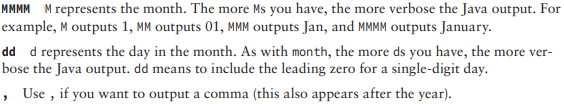 MMMM M represents the month. The more Ms you have, the more verbose the Java output. For
example, M outputs 1, MM outputs 01, MMM outputs Jan, and MMMM outputs January.
dd d represents the day in the month. As with month, the more ds you have, the more ver-
bose the Java output. dd means to include the leading zero for a single-digit day.
, Use , if you want to output a comma (this also appears after the year).